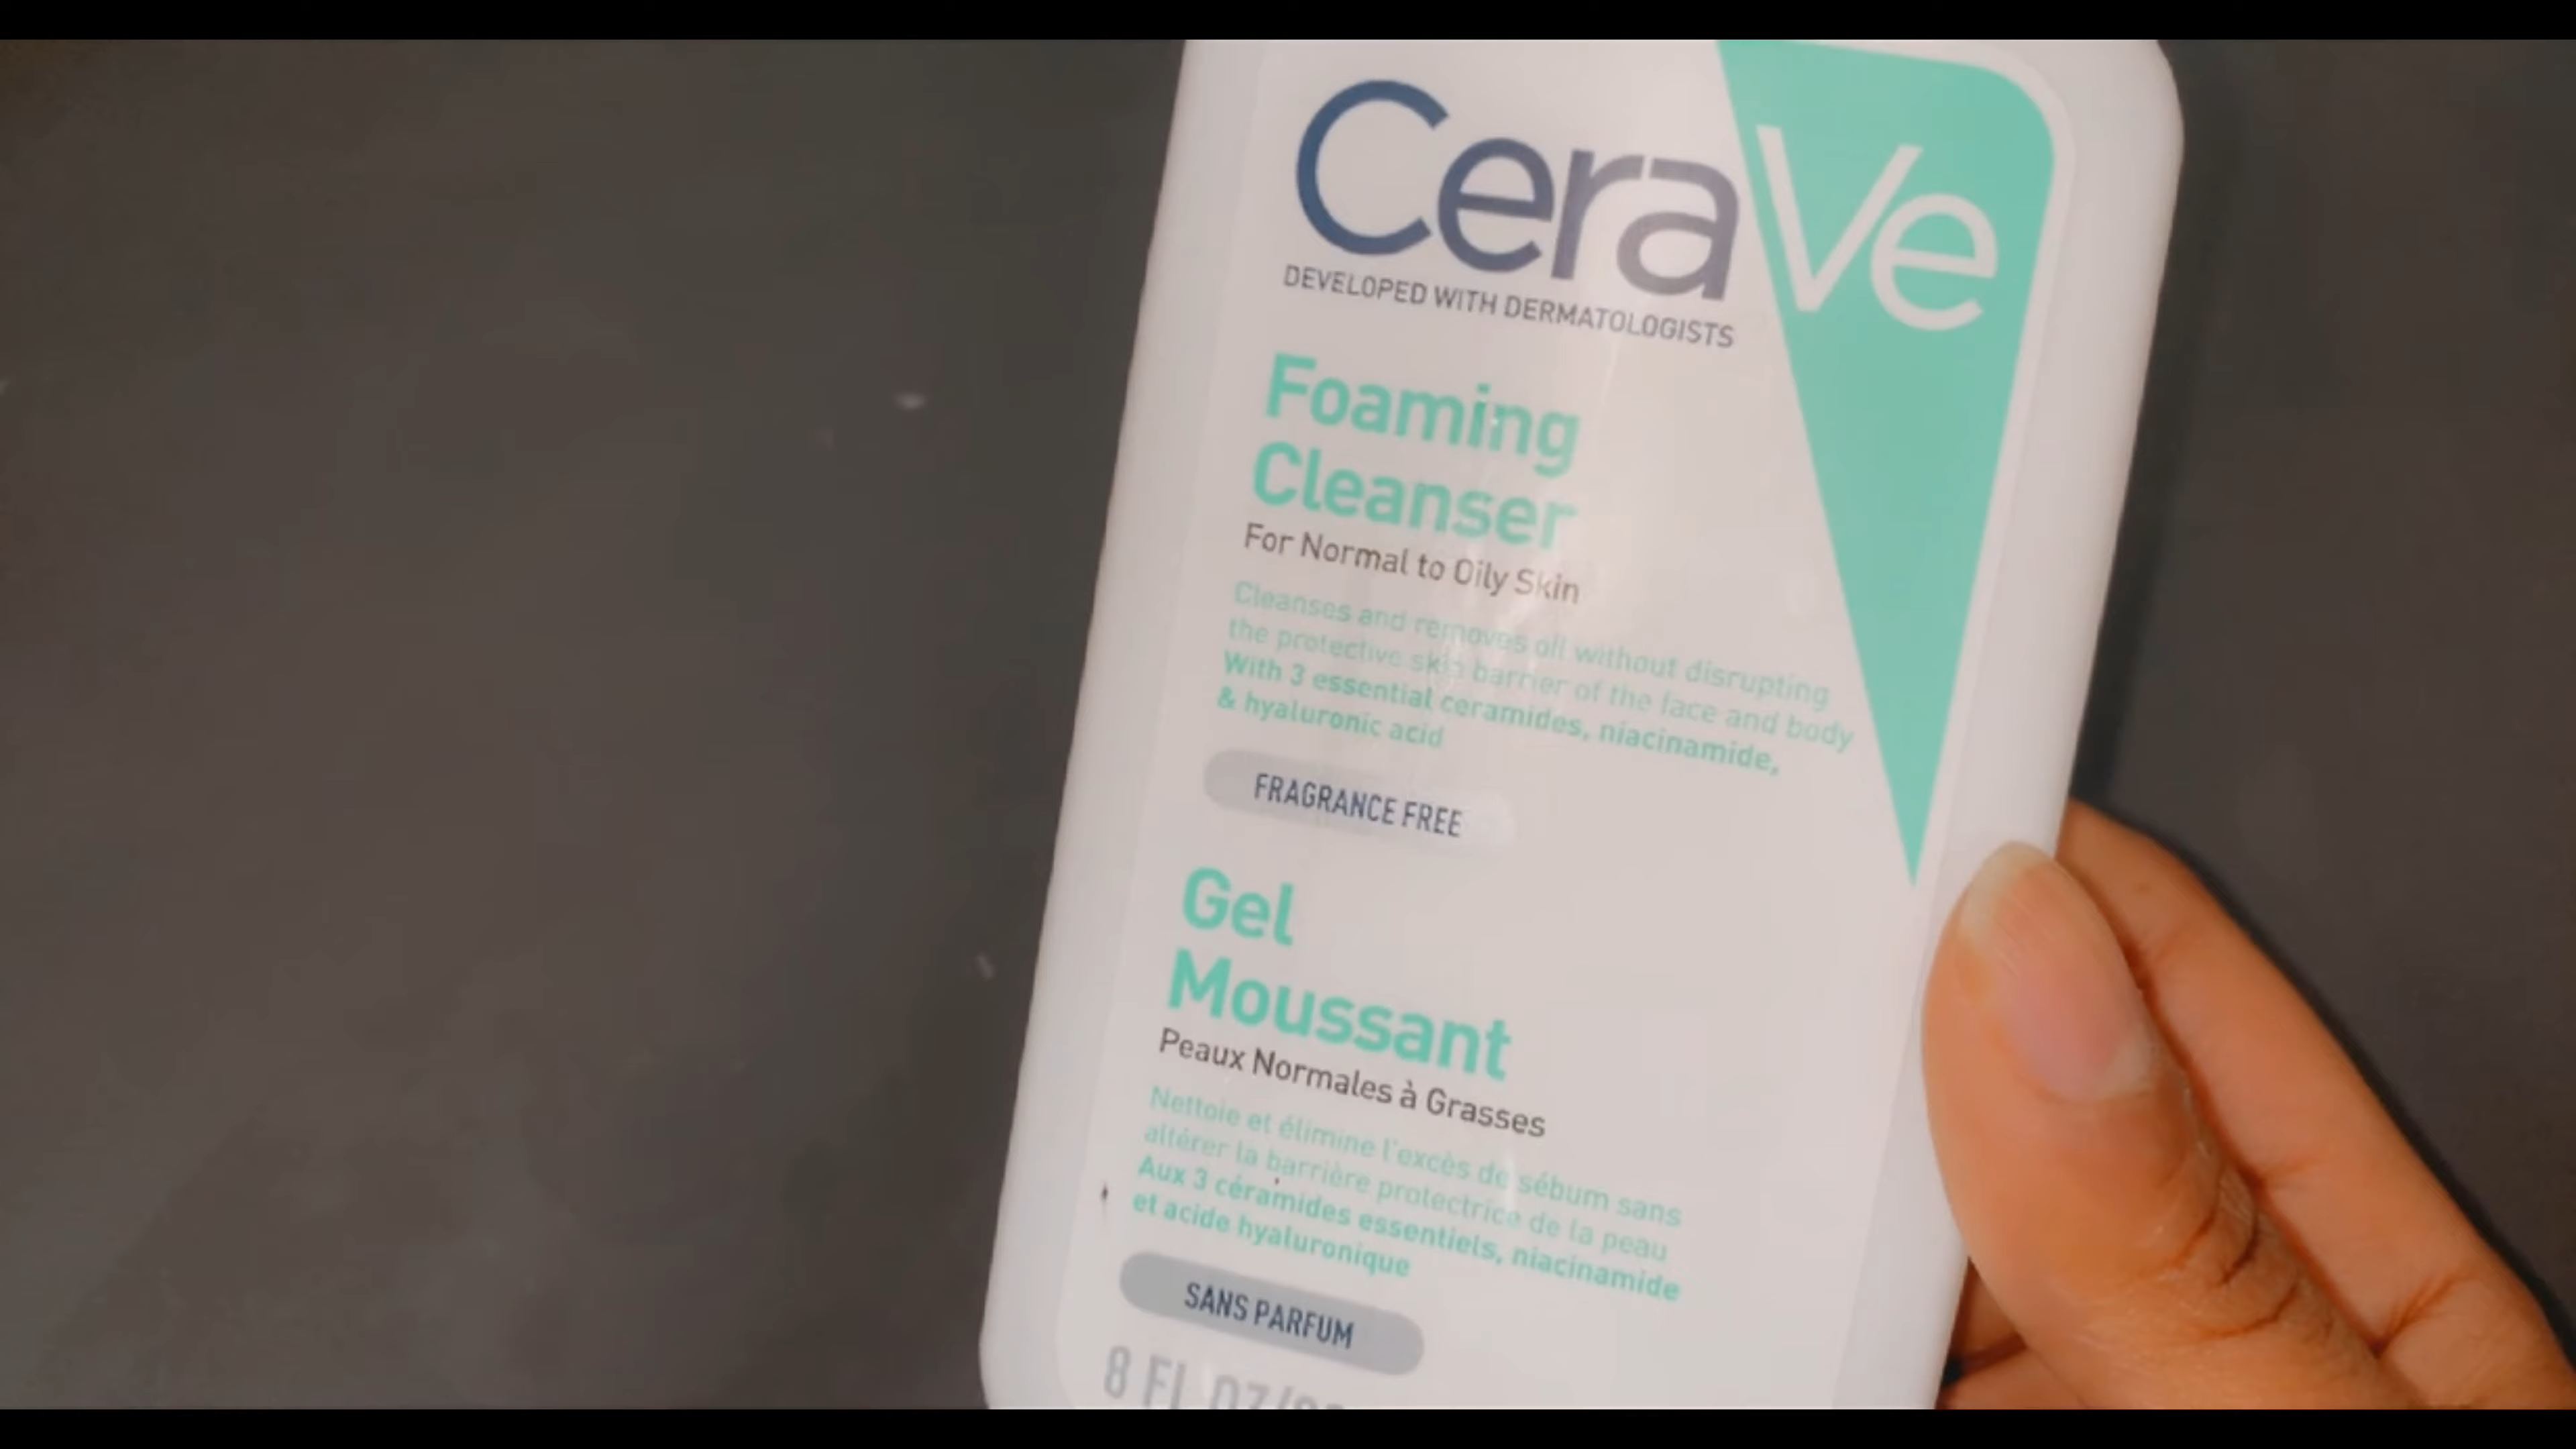 CeraVe
DEVELOPED WITH DERMATOLOGISTS
Foaming
Cleanser
For Normal to Oily Skin
Cleanses and removes oil without disrupting
the protective skin barrier of the face and body
With 3 essential ceramides, niacinamide,
& hyaluronic acid
FRAGRANCE FREE
Gel
Moussant
Peaux Normales à Grasses
Nettoie et élimine l'excès de sébum sans
altérer la barrière protectrice de la peau
Aux 3 céramides essentiels, niacinamide
et acide hyaluronique
SANS PARFUM
8 FL OZ/